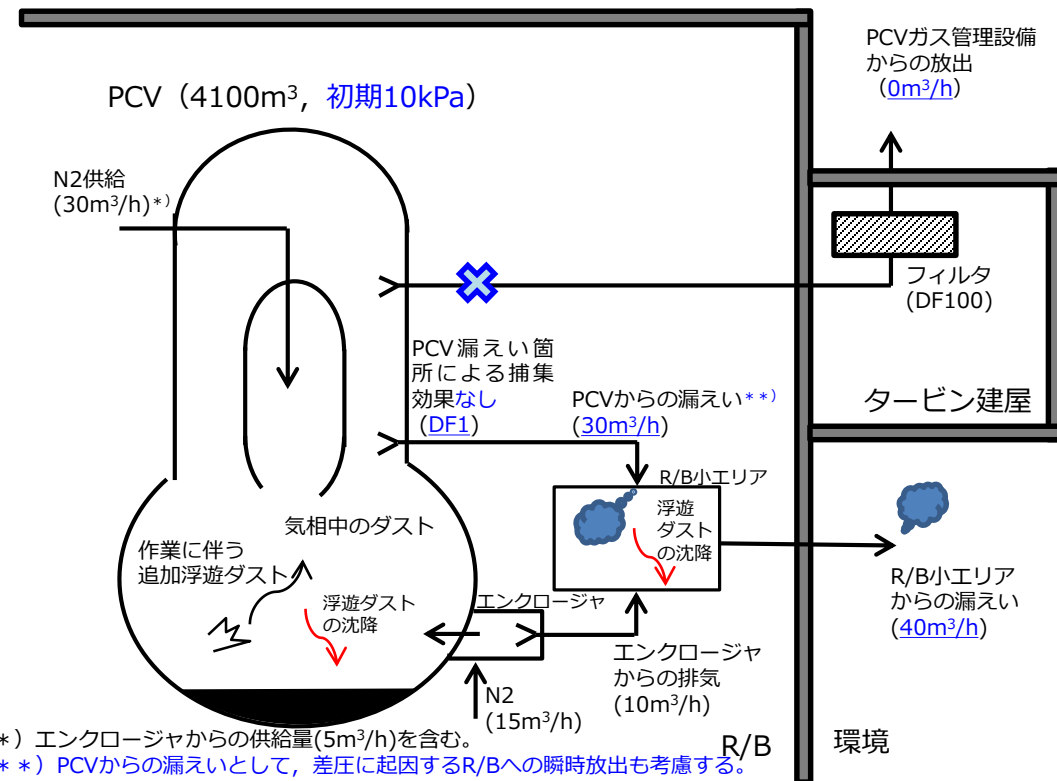 PCVガス管理設備
からの放出
(0m³/h)
PCV（4100m³，初期10kPa）
N2供給
(30m³/h)*）
フィルタ
(DF100)
PCV漏えい箇
所による捕集
効果なし
(DF1)
PCVからの漏えい**）
(30m³/h)
タービン建屋
R/B小エリア
浮遊
ダスト
の沈降
気相中のダスト
作業に伴う
追加浮遊ダスト
浮遊ダスト
の沈降
エンクロージャ
R/B小エリア
からの漏えい
(40m³/h)
エンクロージャ
からの排気
(10m³/h)
N2
(15m³/h)
*）エンクロージャからの供給量(5m³/h)を含む。
R/B
環境
**）PCVからの漏えいとして，差圧に起因するR/Bへの瞬時放出も考慮する。